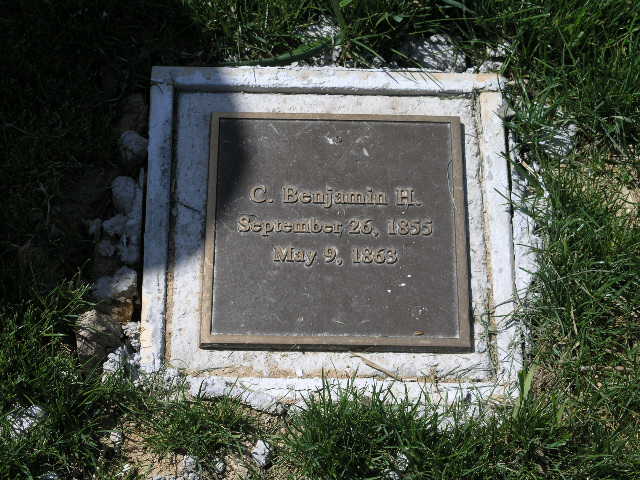 C. Benjamin H.
September 26, 1855
May 9, 1863